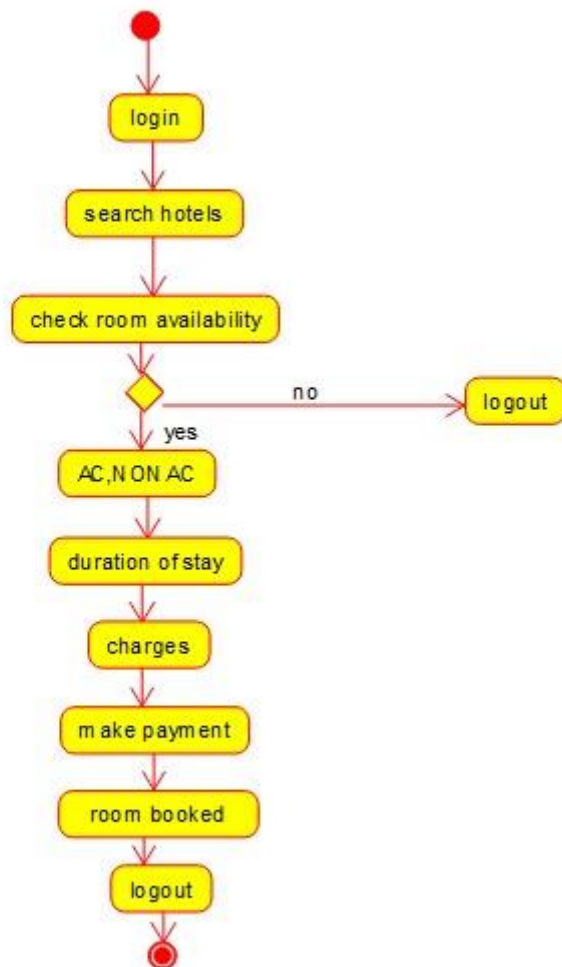 login
search hotels
check room availability
no
logout
yes
AC,NON AC
duration of stay
charges
make payment
room booked
logout